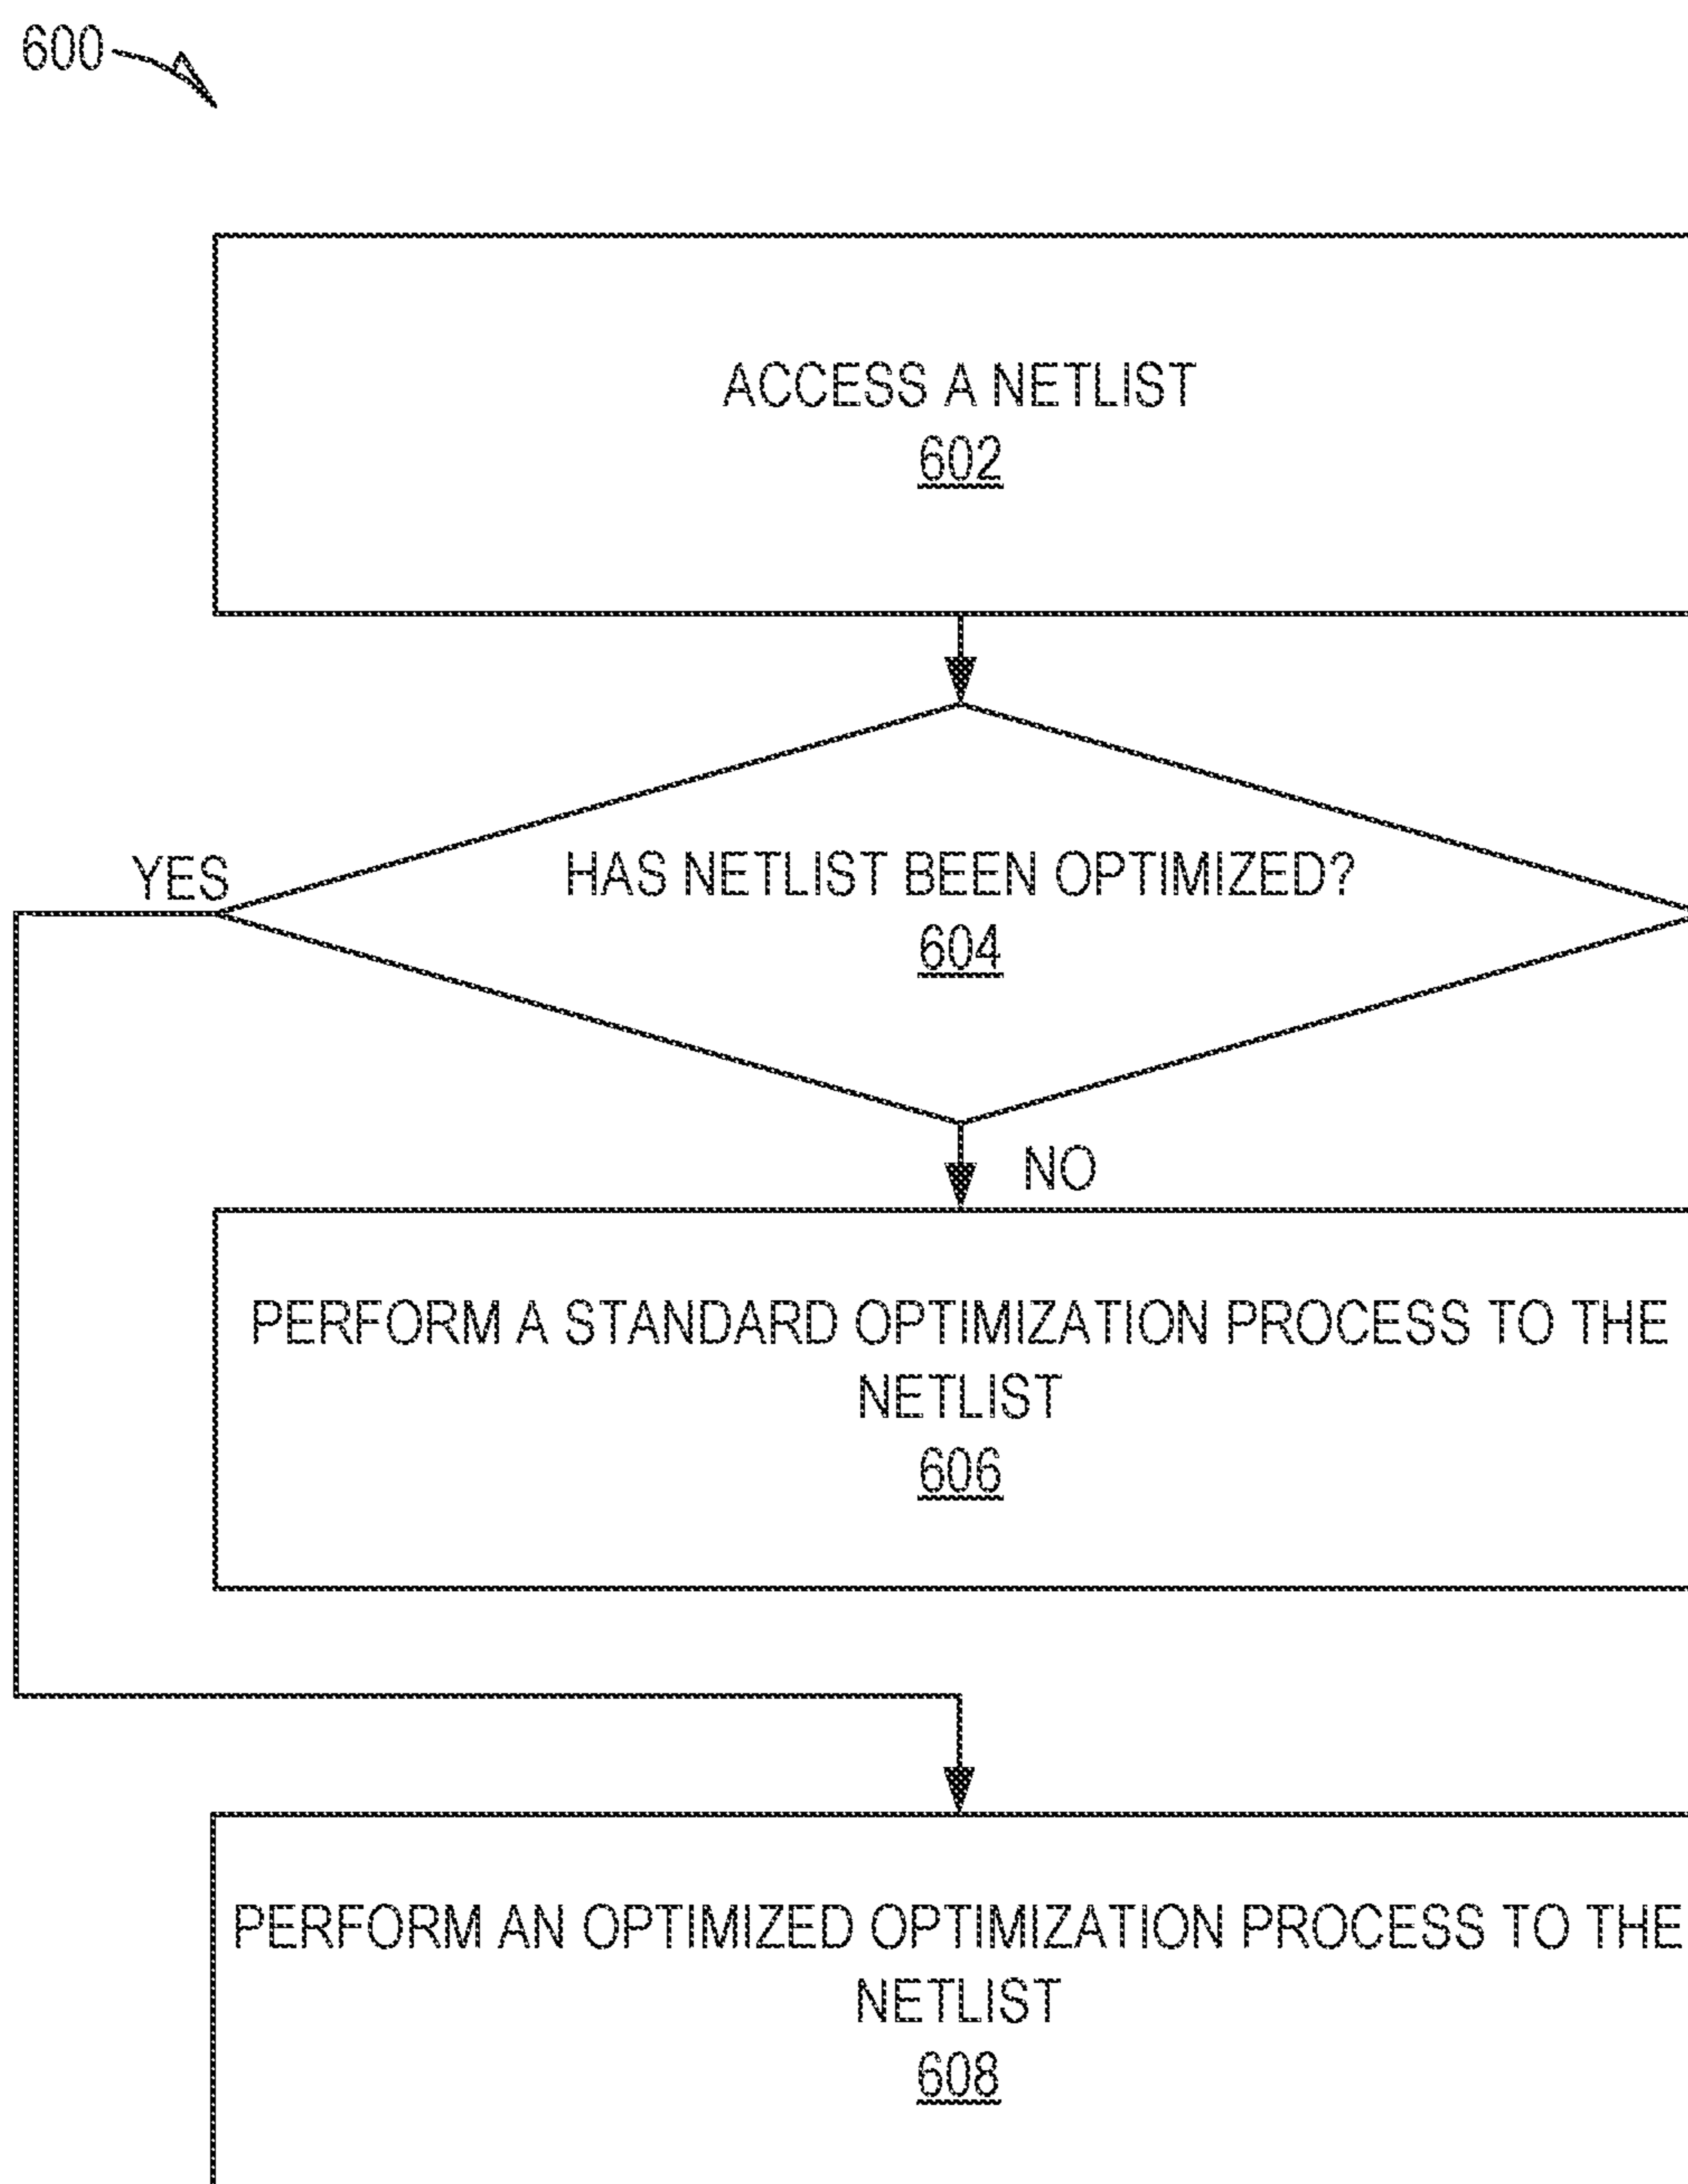 600
ACCESS A NETLIST
602
YES
HAS NETLIST BEEN OPTIMIZED?
604
NO
PERFORM A STANDARD OPTIMIZATION PROCESS TO THE
NETLIST
606
PERFORM AN OPTIMIZED OPTIMIZATION PROCESS TO THE
NETLIST
608